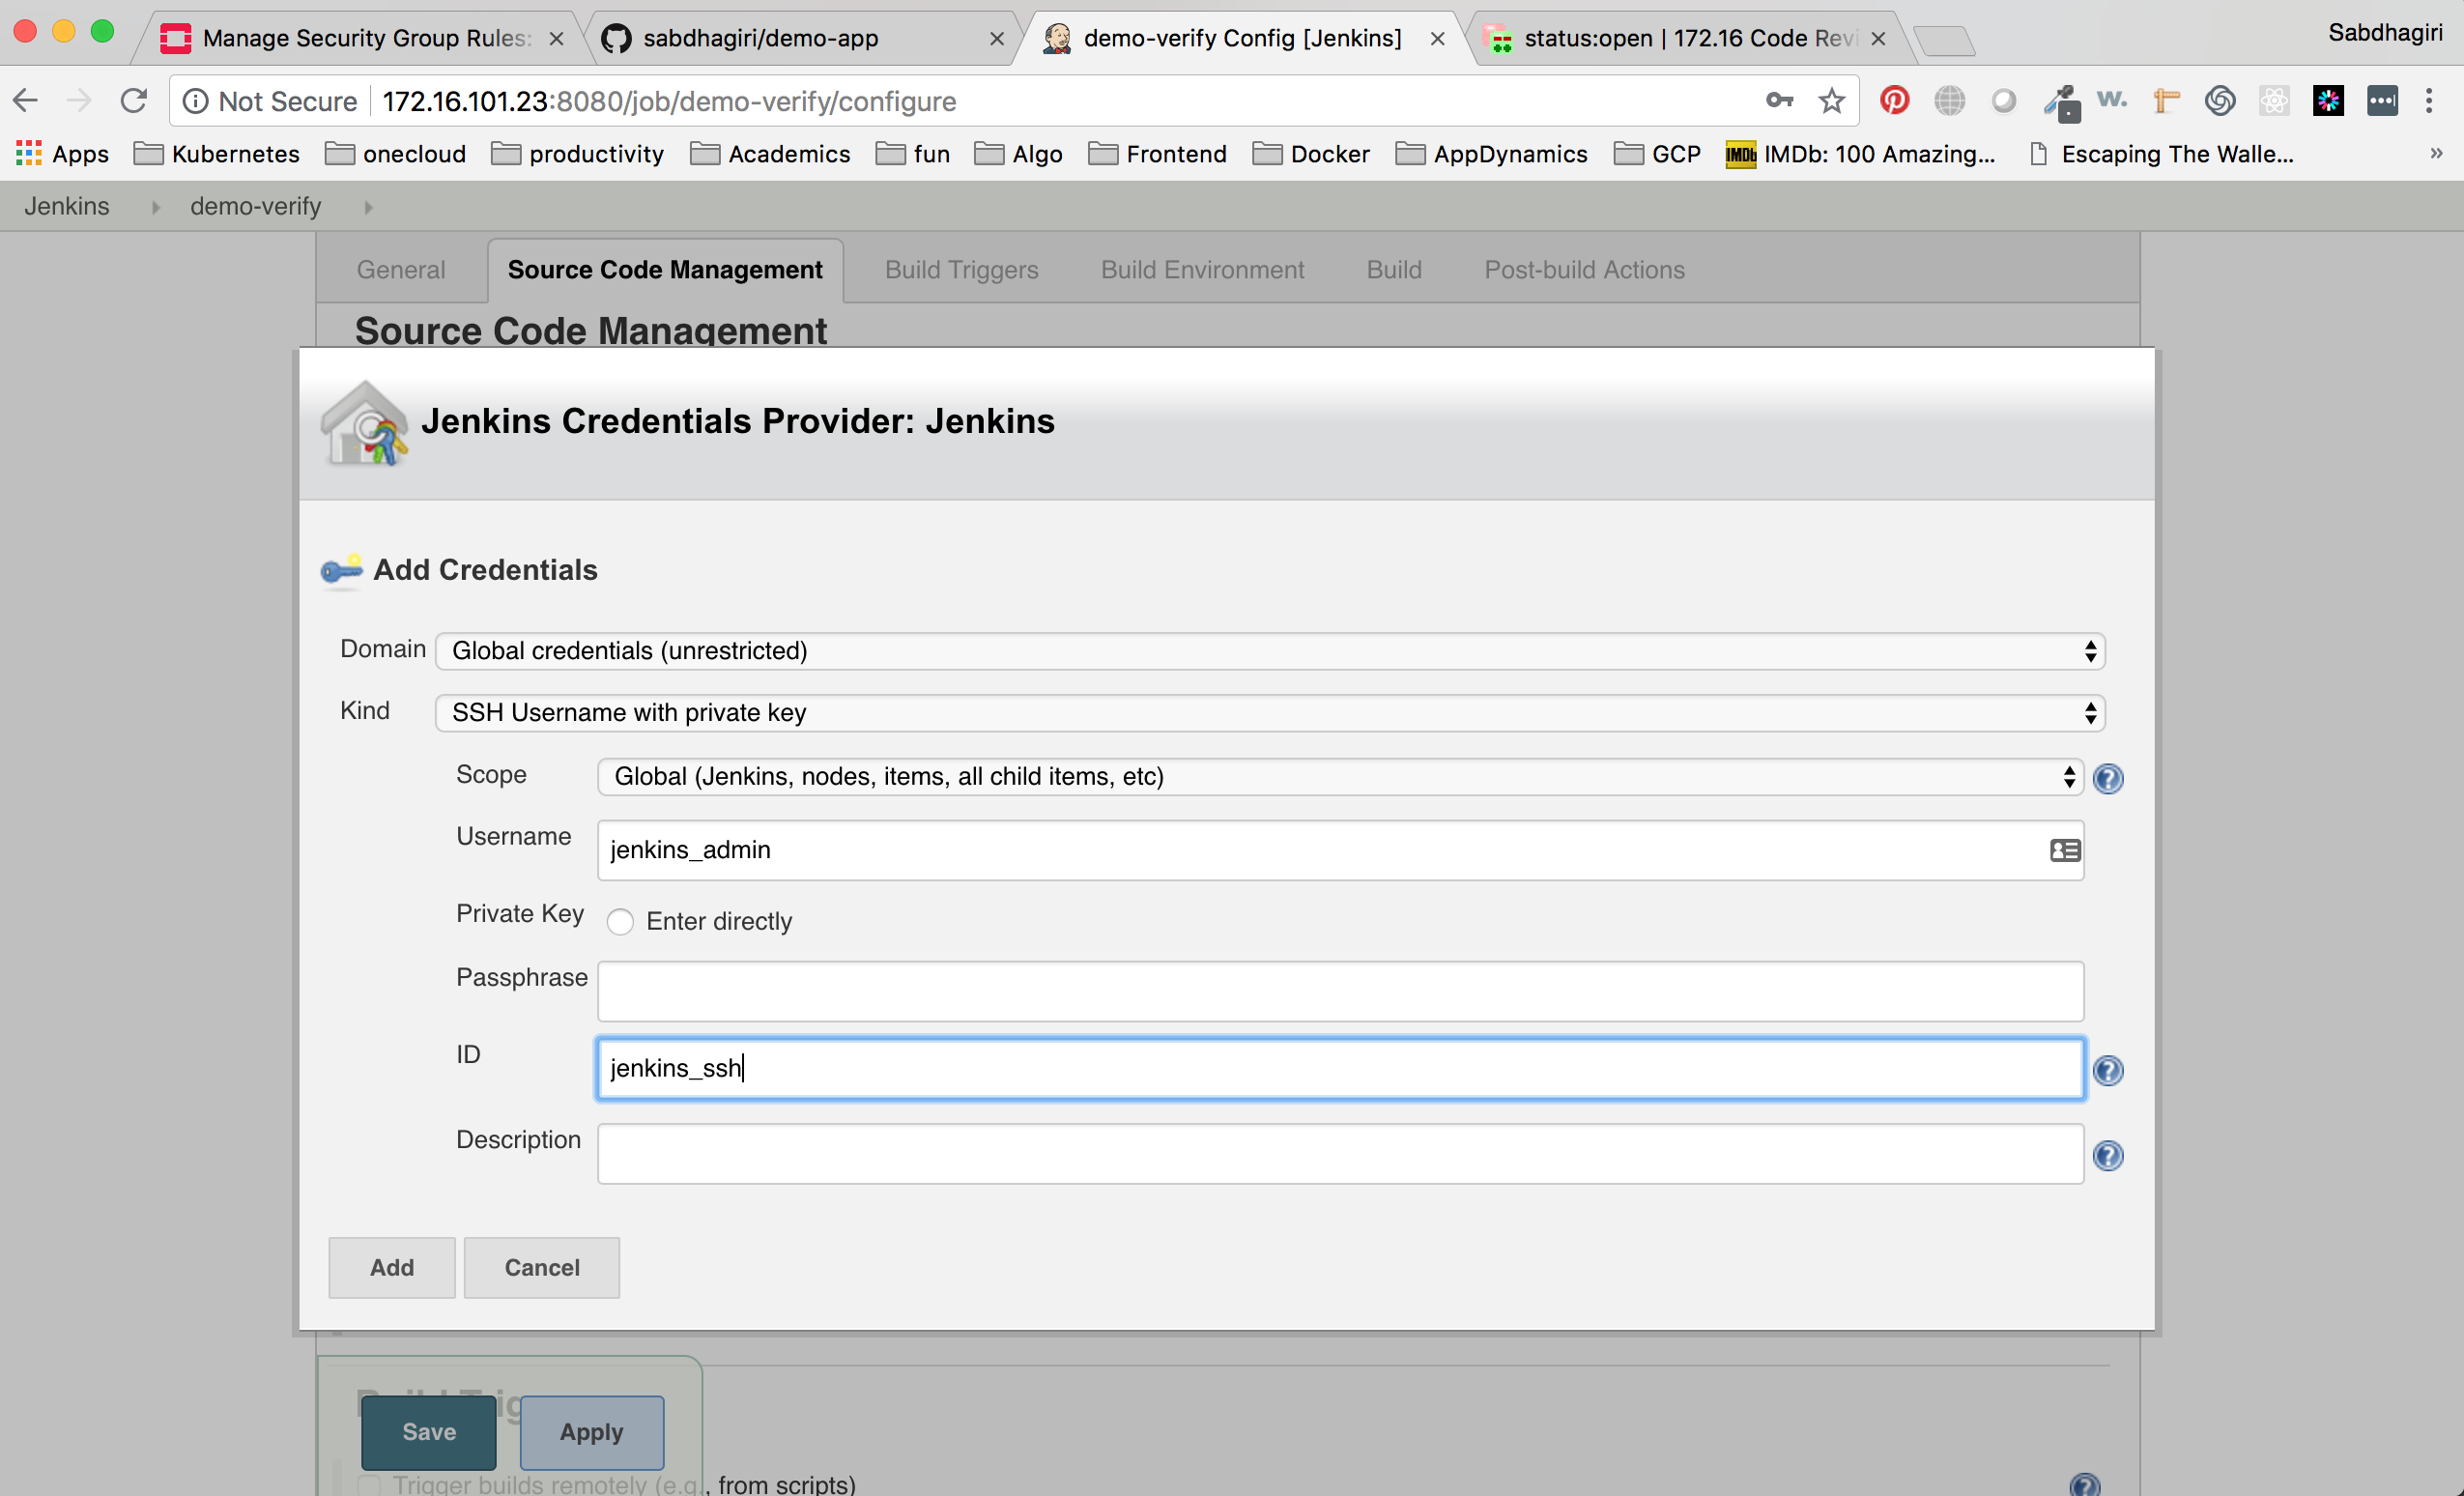 Manage Security Group Rules:
sabdhagiri/demo-app
demo-verify Config [Jenkins]
status:open | 172.16 Code Revi
Sabdhagiri
Not Secure 172.16.101.23:8080/job/demo-verify/configure
w.
Apps Kubernetes onecloud productivity Academics fun Algo Frontend Docker AppDynamics GCP IMDb IMDb: 100 Amazing... Escaping The Walle... »
Jenkins demo-verify
General Source Code Management Build Triggers Build Environment Build Post-build Actions
Source Code Management
Jenkins Credentials Provider: Jenkins
Add Credentials
Domain Global credentials (unrestricted)
Kind SSH Username with private key
Scope Global (Jenkins, nodes, items, all child items, etc)
Username jenkins_admin
Private Key Enter directly
Passphrase
ID jenkins_ssh
Description
Add Cancel
Save Apply
Trigger builds remotely (e.g., from scripts)